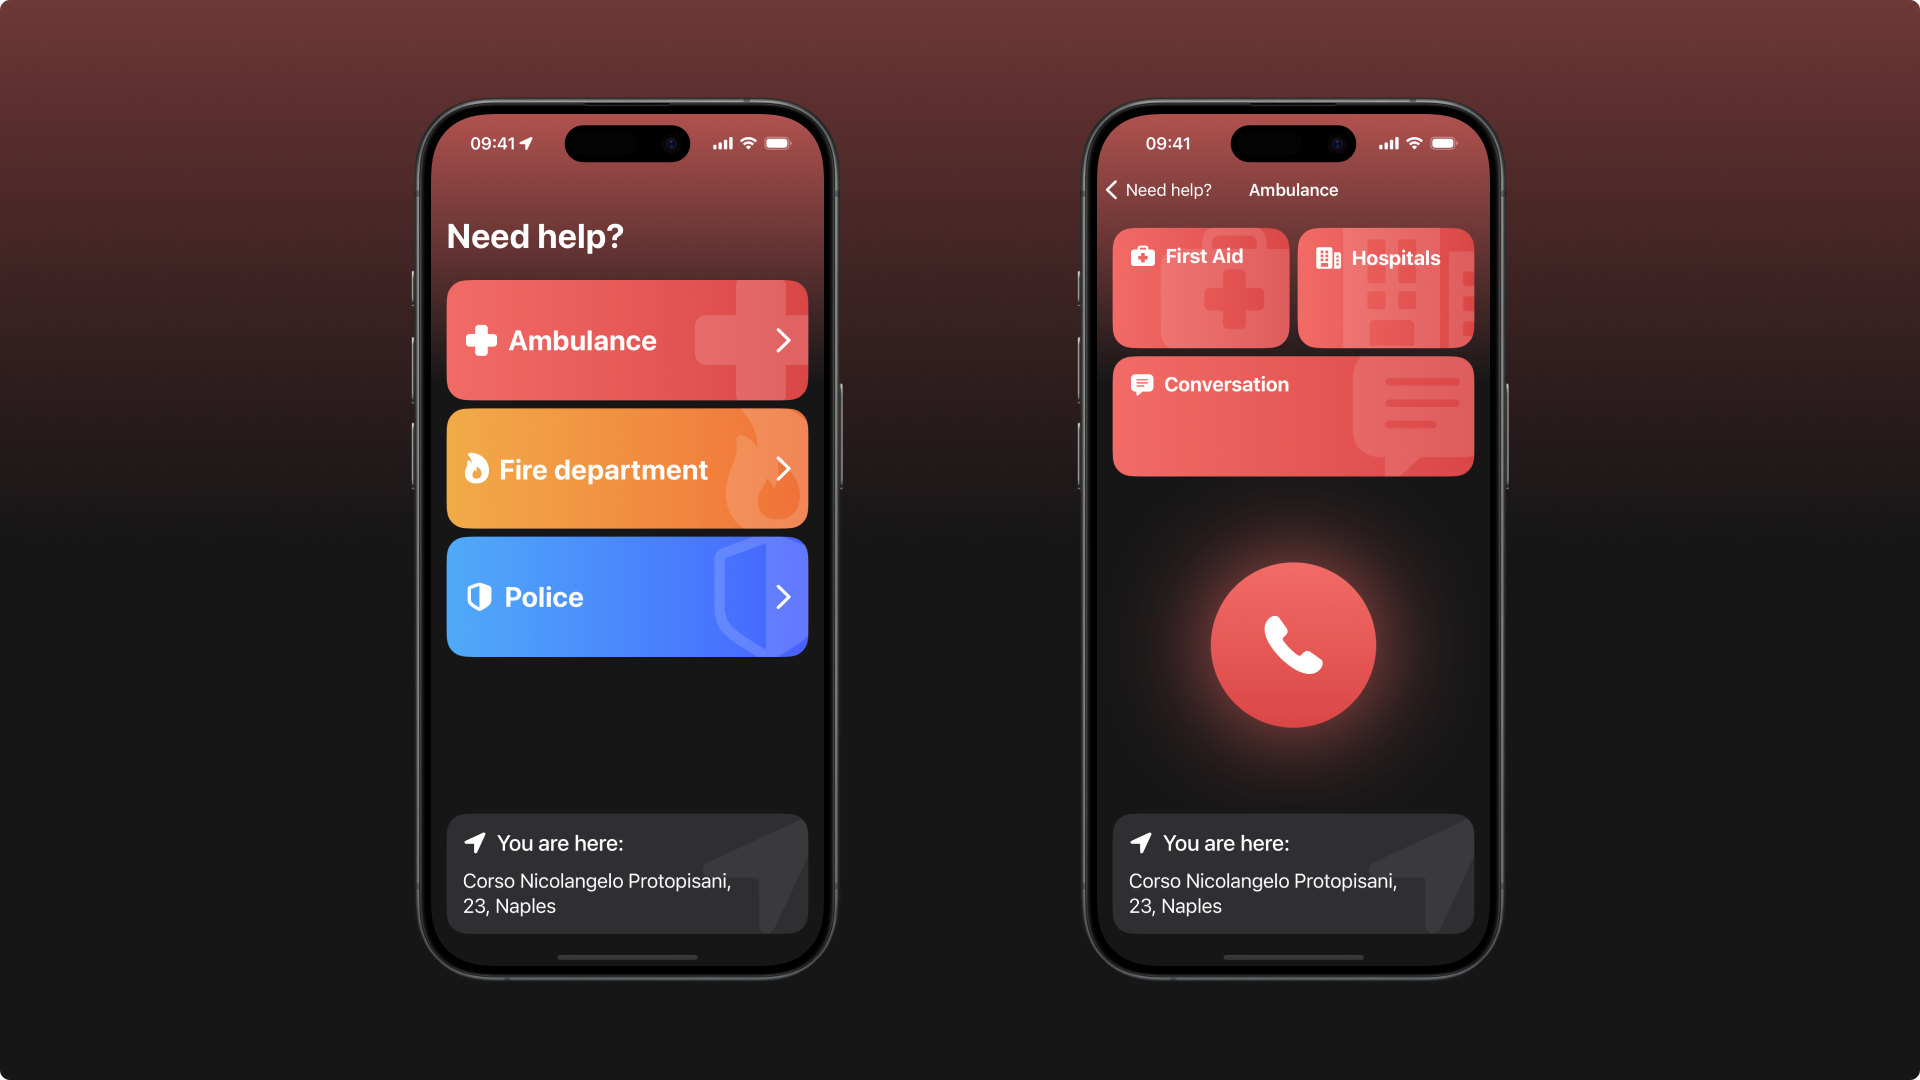 09:41
Need help?
Ambulance
Fire department
Police
You are here:
Corso Nicolangelo Protopisani,
23, Naples
09:41
Need help? Ambulance
First Aid
Hospitals
Conversation
You are here:
Corso Nicolangelo Protopisani,
23, Naples